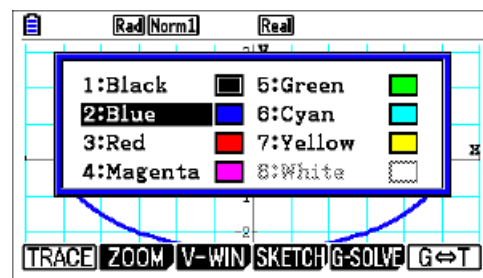 Rad Norm1 Real
1:Black 5:Green
2:Blue 6:Cyan
3:Red 7:Yellow
x
4:Magenta 8:White
-2
TRACE ZOOM V-WIN SKETCH G-SOLVE G⇔T